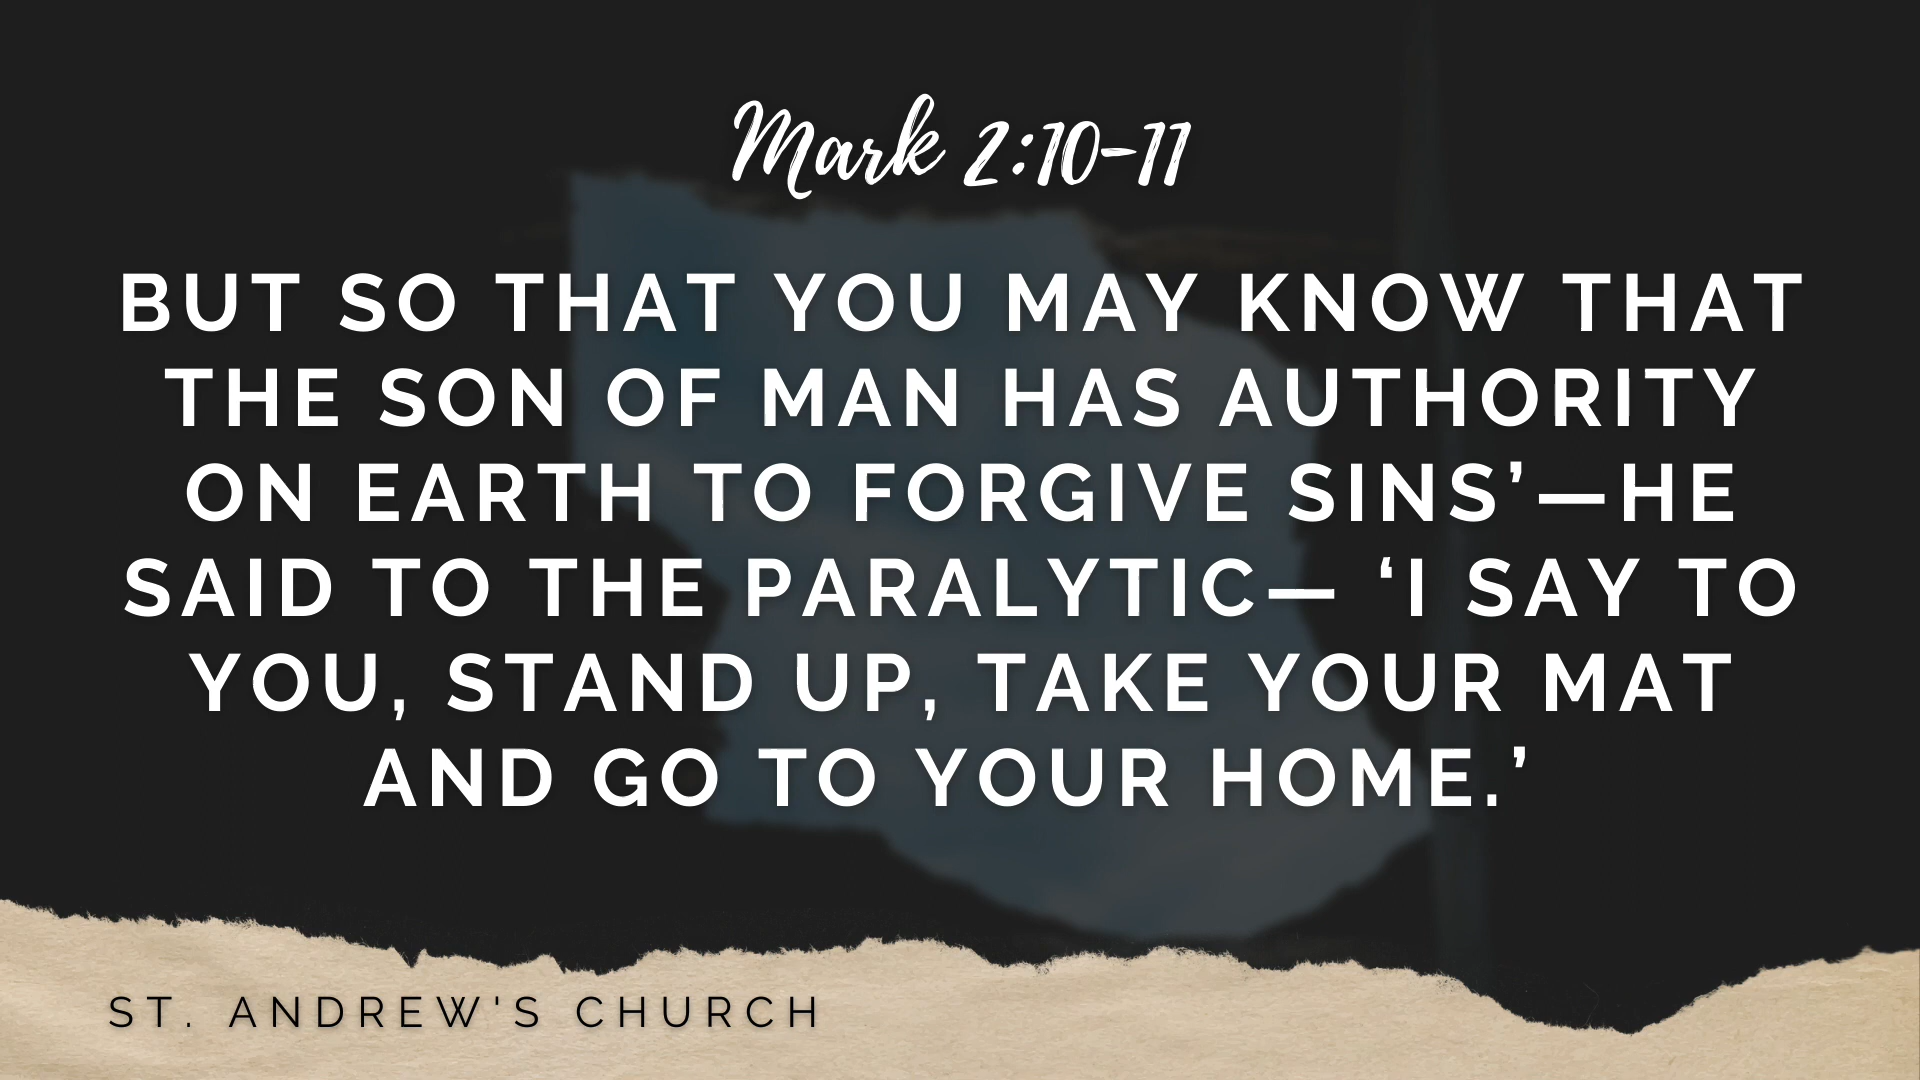 Mark 2:10-11
BUT SO THAT YOU MAY KNOW THAT
THE SON OF MAN HAS AUTHORITY
ON EARTH TO FORGIVE SINS’—HE
SAID TO THE PARALYTIC— ‘I SAY TO
YOU, STAND UP, TAKE YOUR MAT
AND GO TO YOUR HOME.’
ST. ANDREW'S CHURCH